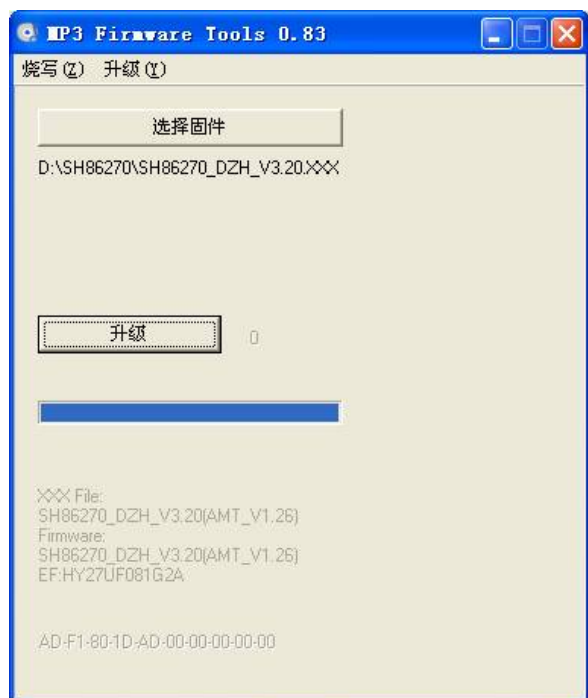 MP3 Firmware Tools 0.83
烧写(Z) 升级(Y)
选择固件
D:\SH86270\SH86270_DZH_V3.20.XXX
升级 0
XXX File:
SH86270_DZH_V3.20(AMT_V1.26)
Firmware:
SH86270_DZH_V3.20(AMT_V1.26)
EF:HY27UF081G2A
AD-F1-80-1D-AD-00-00-00-00-00